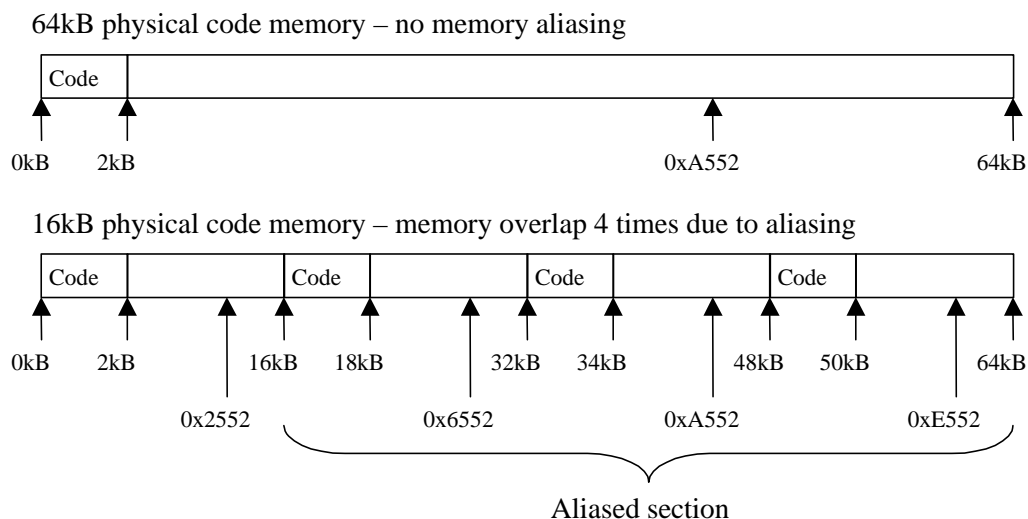 64kB physical code memory – no memory aliasing
Code
0kB 2kB 0xA552 64kB
16kB physical code memory – memory overlap 4 times due to aliasing
Code Code Code Code
0kB 2kB 16kB 18kB 32kB 34kB 48kB 50kB 64kB
0x2552 0x6552 0xA552 0xE552
Aliased section